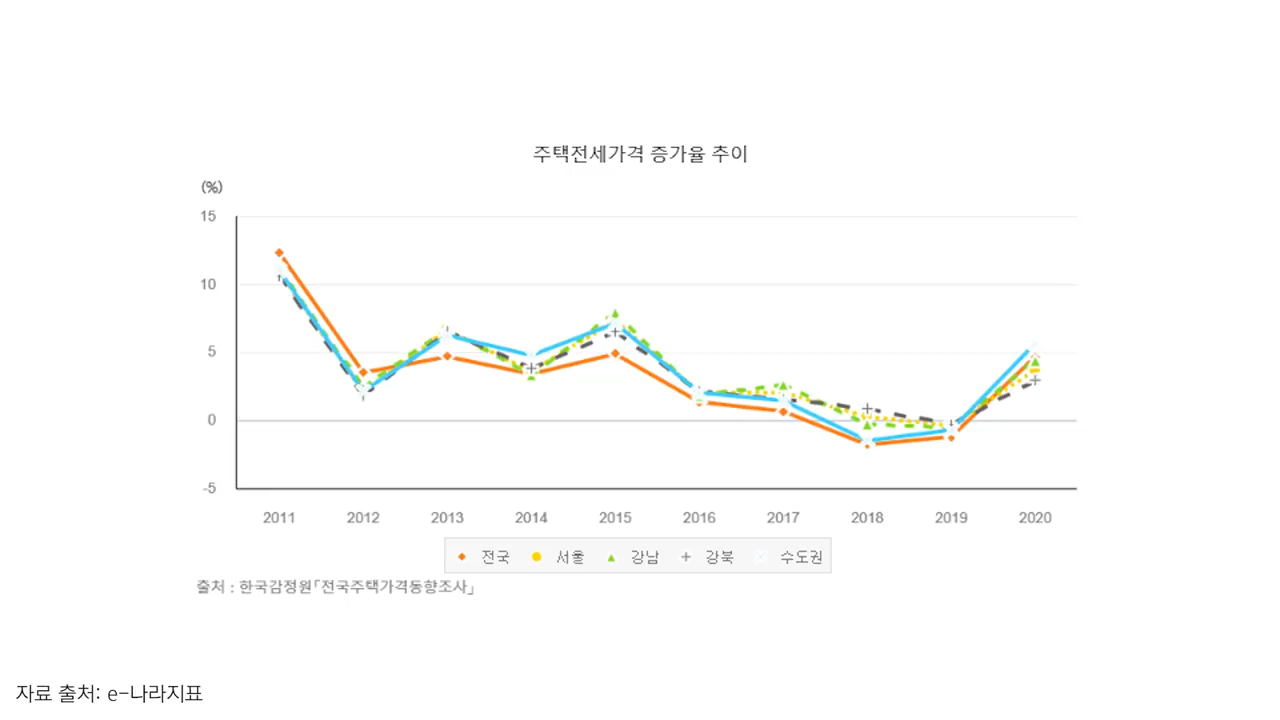 주택전세가격 증가율 추이
(%)
15
10
5
0
-5
2011 2012 2013 2014 2015 2016 2017 2018 2019 2020
전국 서울 강남 강북 수도권
출처 : 한국감정원「전국주택가격동향조사」
자료 출처: e-나라지표